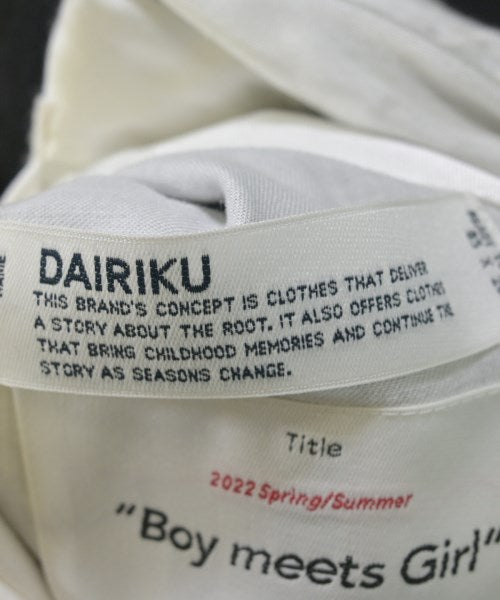 NAME
DAIRIKU
THIS BRAND'S CONCEPT IS CLOTHES THAT DELIVER
A STORY ABOUT THE ROOT. IT ALSO OFFERS CLOTHES
THAT BRING CHILDHOOD MEMORIES AND CONTINUE THE
STORY AS SEASONS CHANGE.
Title
2022 Spring/Summer
"Boy meets Girl"